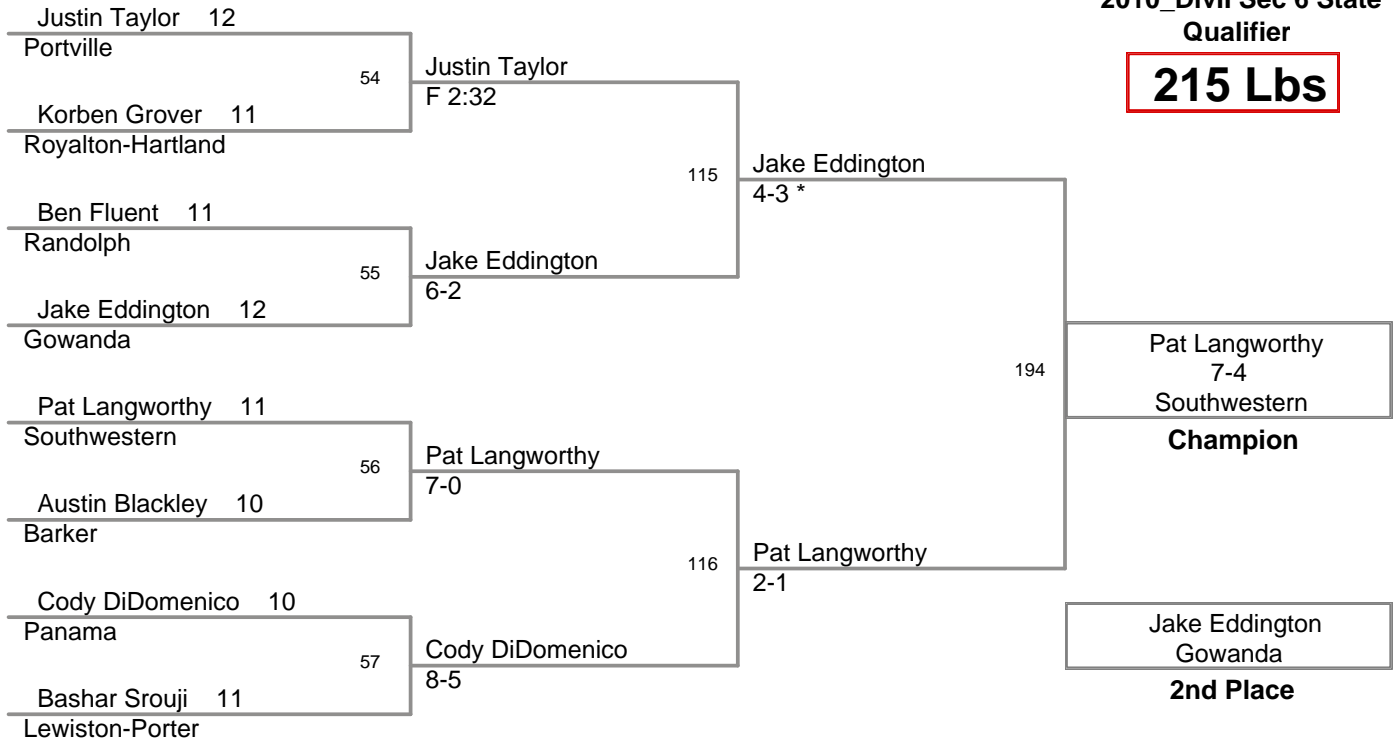 2010_DivII Sec 6 State
Qualifier
215 Lbs
Justin Taylor 12
Portville
54
Korben Grover 11
Royalton-Hartland
Justin Taylor
F 2:32
Ben Fluent 11
Randolph
55
Jake Eddington 12
Gowanda
Jake Eddington
6-2
115
Jake Eddington
4-3 *
Pat Langworthy 11
Southwestern
56
Austin Blackley 10
Barker
Pat Langworthy
7-0
Cody DiDomenico 10
Panama
57
Bashar Srouji 11
Lewiston-Porter
Cody DiDomenico
8-5
116
Pat Langworthy
2-1
194
Pat Langworthy
7-4
Southwestern
Champion
Jake Eddington
Gowanda
2nd Place